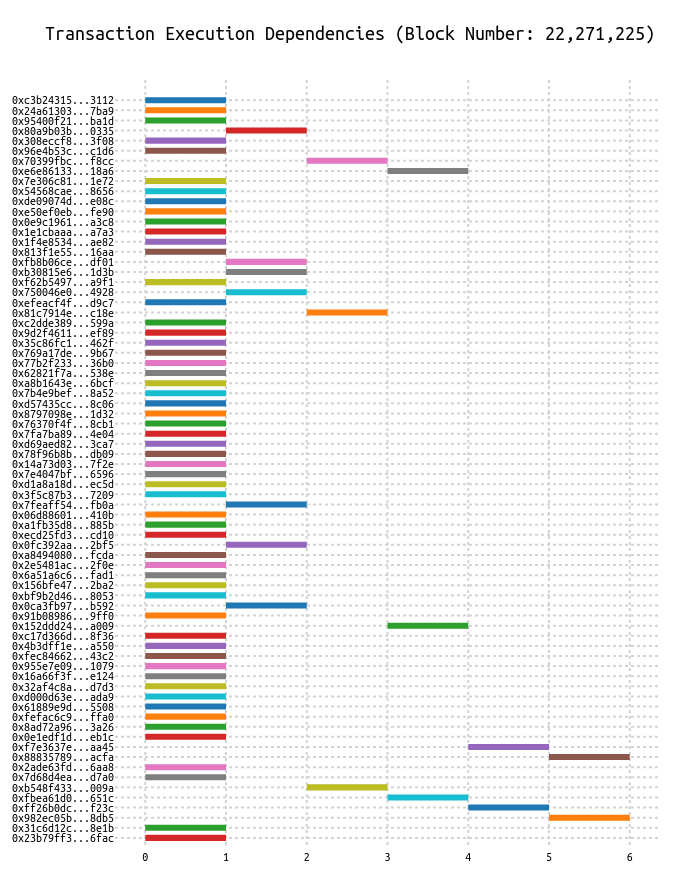 Transaction Execution Dependencies (Block Number: 22,271,225)
0xc3b24315...3112
0x24a61303...7ba9
0x95400f21...ba1d
0x80a9b03b...0335
0x308eccf8...3f08
0x96e4b53c...c1d6
0x70399fbc...f8cc
0xe6e86133...18a6
0x7e306c81...1e72
0x54568cae...8656
0xde09074d...e08c
0xe50ef0eb...fe90
0x0e9c1961...a3c8
0x1e1cbaaa...a7a3
0x1f4e8534...ae82
0x813f1e55...16aa
0xfb8b06ce...df01
0xb30815e6...1d3b
0xf62b5497...a9f1
0x750046e0...4928
0xefeacf4f...d9c7
0x81c7914e...c18e
0xc2dde389...599a
0x9d2f4611...ef89
0x35c86fc1...462f
0x769a17de...9b67
0x77b2f233...36b0
0x62821f7a...538e
0xa8b1643e...6bcf
0x7b4e9bef...8a52
0xd57435cc...8c06
0x8797098e...1d32
0x76370f4f...8cb1
0x7fa7ba89...4e04
0xd69aed82...3ca7
0x78f96b8b...db09
0x14a73d03...7f2e
0x7e4047bf...6596
0xd1a8a18d...ec5d
0x3f5c87b3...7209
0x7feaff54...fb0a
0x06d88601...410b
0xa1fb35d8...885b
0xecd25fd3...cd10
0x0fc392aa...2bf5
0xa8494080...fcda
0x2e5481ac...2f0e
0x6a51a6c6...fad1
0x156bfe47...2ba2
0xbf9b2d46...8053
0x0ca3fb97...b592
0x91b08986...9ff0
0x152ddd24...a009
0xc17d366d...8f36
0x4b3dff1e...a550
0xfec84662...43c2
0x955e7e09...1079
0x16a66f3f...e124
0x32af4c8a...d7d3
0xd000d63e...ada9
0x61889e9d...5508
0xfefac6c9...ffa0
0x8ad72a96...3a26
0x0e1edf1d...eb1c
0xf7e3637e...aa45
0x88835789...acfa
0x2ade63fd...6aa8
0x7d68d4ea...d7a0
0xb548f433...009a
0xfbea61d0...651c
0xff26b0dc...f23c
0x982ec05b...8db5
0x31c6d12c...8e1b
0x23b79ff3...6fac
0 1 2 3 4 5 6